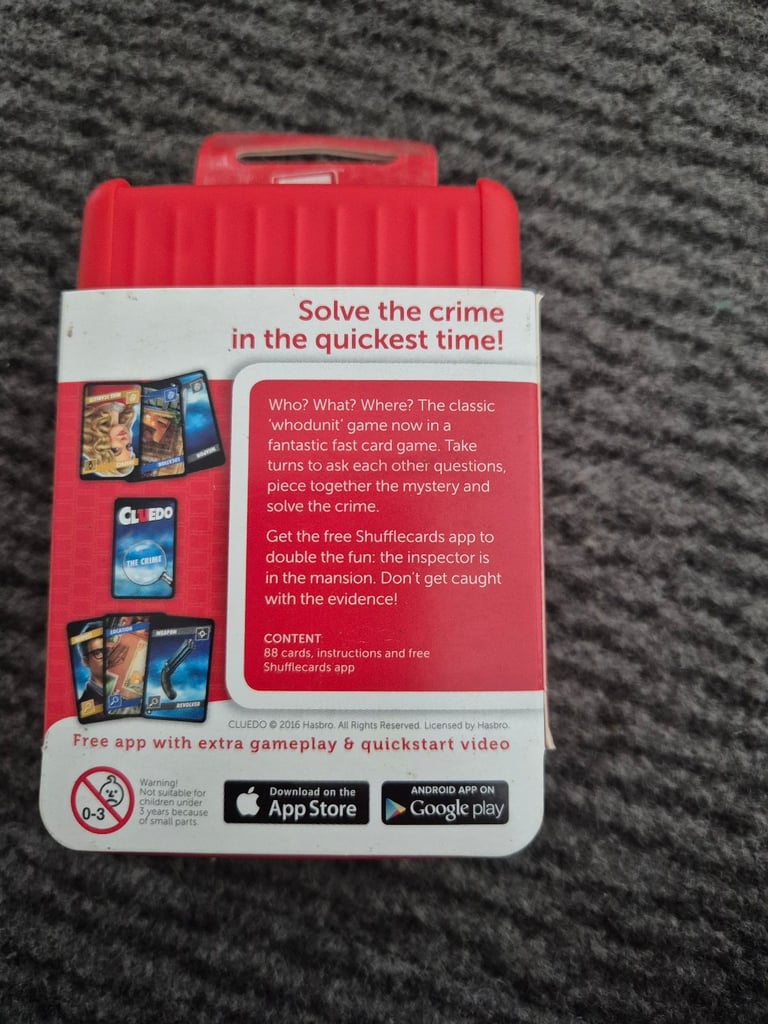 Solve the crime
in the quickest time!
Who? What? Where? The classic
'whodunit' game now in a
fantastic fast card game. Take
turns to ask each other questions,
piece together the mystery and
solve the crime.
Get the free Shufflecards app to
double the fun: the inspector is
in the mansion. Don't get caught
with the evidence!
CONTENT
88 cards, instructions and free
Shufflecards app
LOCATION
WEAPON
CLUEDO
THE CRIME
LOCATION
WEAPON
REVOLVER
CLUEDO © 2016 Hasbro. All Rights Reserved. Licensed by Hasbro.
Free app with extra gameplay & quickstart video
0-3
Warning!
Not suitable for
children under
3 years because
of small parts.
Download on the
App Store
ANDROID APP ON
Google play